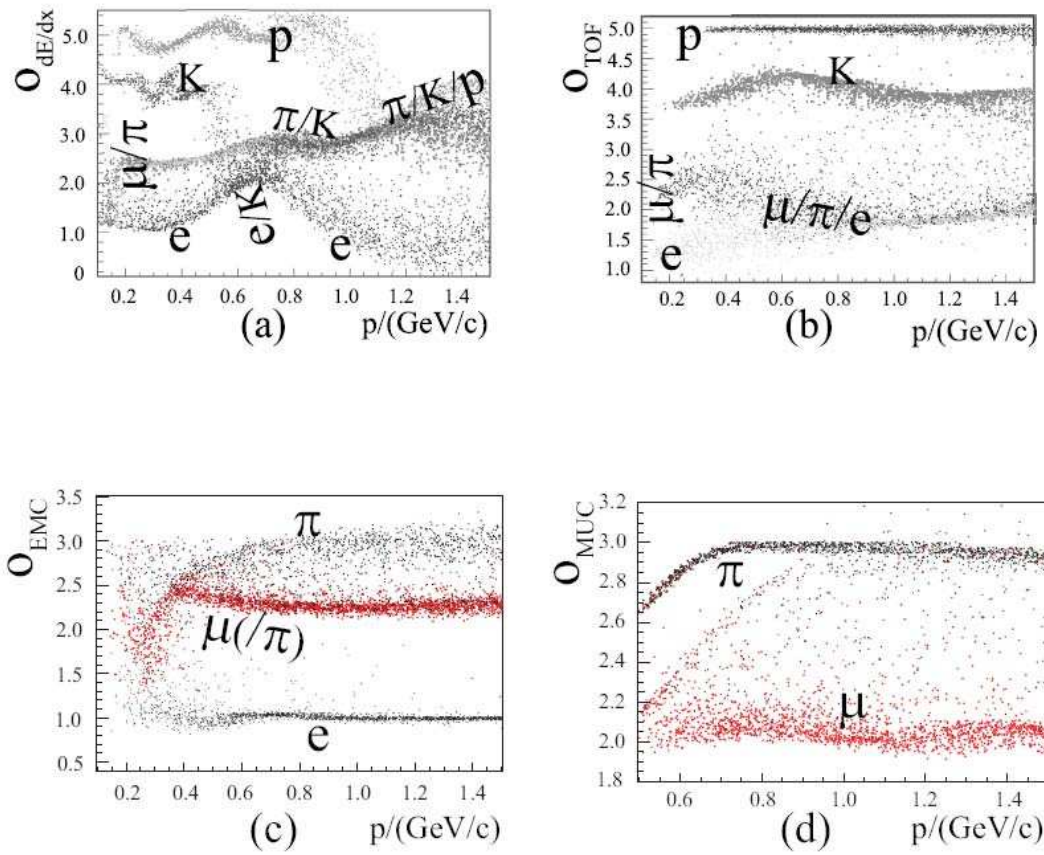 O_dE/dx
5.0
4.0
3.0
2.0
1.0
0
p
K
μ/π
π/K
π/K/p
e
e/K
e
0.2 0.4 0.6 0.8 1.0 1.2 1.4
(a) p/(GeV/c)
O_TOF
5.0
4.5
4.0
3.5
3.0
2.5
2.0
1.5
1.0
p
K
μ/π
μ/π/e
e
0.2 0.4 0.6 0.8 1.0 1.2 1.4
(b) p/(GeV/c)
O_EMC
3.5
3.0
2.5
2.0
1.5
1.0
0.5
π
μ(/π)
e
0.2 0.4 0.6 0.8 1.0 1.2 1.4
(c) p/(GeV/c)
O_MUC
3.2
3.0
2.8
2.6
2.4
2.2
2.0
1.8
π
μ
0.6 0.8 1.0 1.2 1.4
(d) p/(GeV/c)